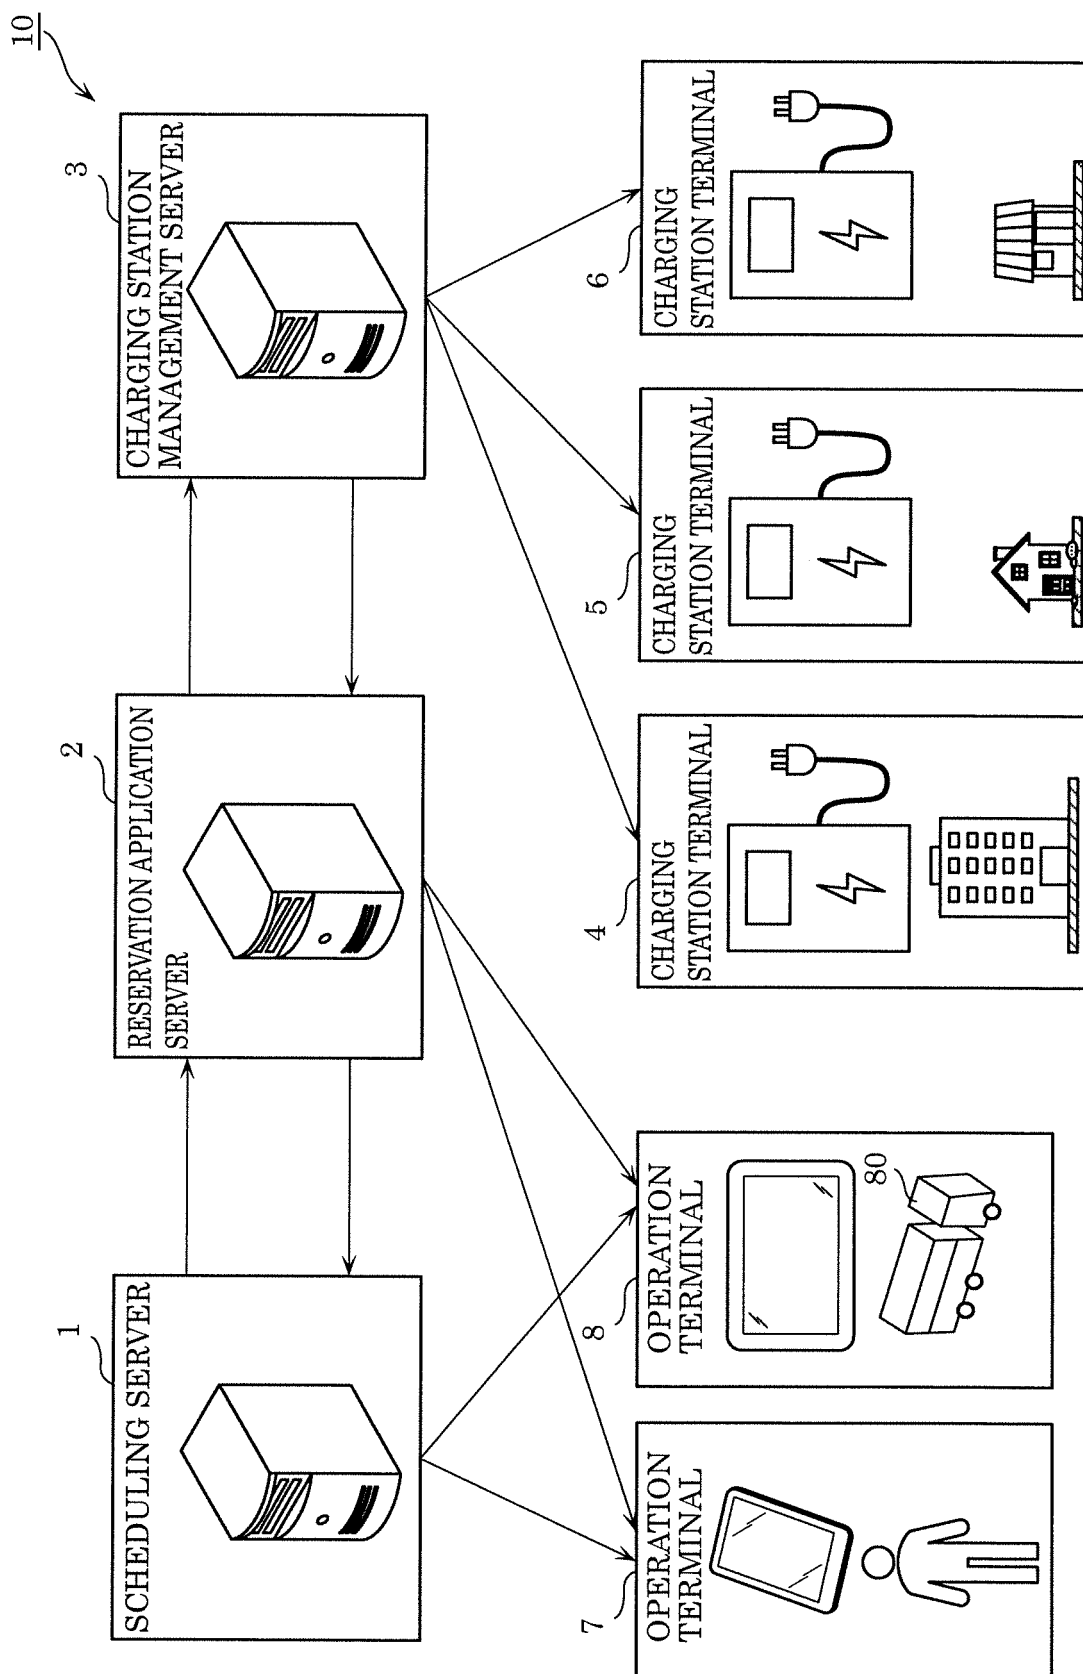 10
1
SCHEDULING SERVER
2
RESERVATION APPLICATION
SERVER
3
CHARGING STATION
MANAGEMENT SERVER
7
OPERATION
TERMINAL
8
OPERATION
TERMINAL
80
4
CHARGING
STATION TERMINAL
5
CHARGING
STATION TERMINAL
6
CHARGING
STATION TERMINAL